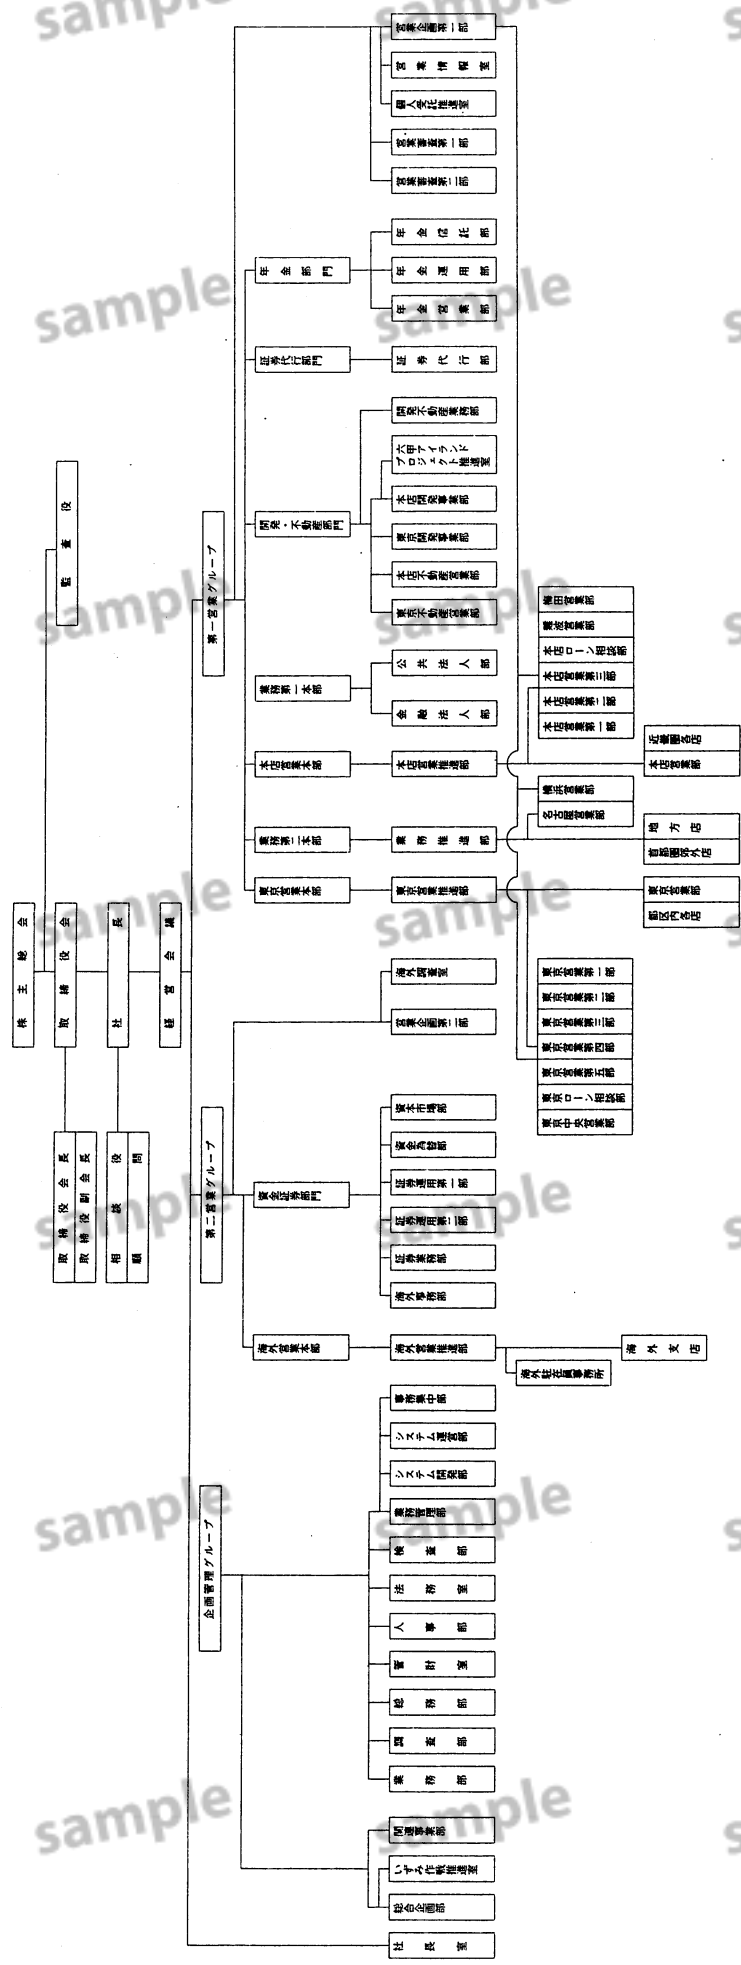 株主総会
監査役
取締役会
取締役会長
取締役副会長
社長
相談役
顧問
経営会議
第一営業グループ
営業企画第一部
営業情報室
個人受託推進室
営業審査第一部
営業審査第二部
年金部門
年金信託部
年金運用部
年金営業部
証券代行部門
証券代行部
開発・不動産部門
開発不動産業務部
六甲アイランド
プロジェクト推進室
本店開発事業部
東京開発事業部
本店不動産営業部
東京不動産営業部
業務第一本部
公共法人部
金融法人部
本店営業本部
本店営業推進部
梅田営業部
難波営業部
本店ローン相談部
本店営業第三部
本店営業第二部
本店営業第一部
近畿圏各店
本店営業部
業務第二本部
業務推進部
横浜営業部
名古屋営業部
地方店
首都圏郊外店
東京営業本部
東京営業推進部
東京営業部
都区内各店
東京営業第一部
東京営業第二部
東京営業第三部
東京営業第四部
東京営業第五部
東京ローン相談部
東京中央営業部
第二営業グループ
海外調査室
営業企画第二部
資金証券部門
資本市場部
資金為替部
証券運用第一部
証券運用第二部
証券業務部
海外事務部
海外営業本部
海外営業推進部
海外支店
海外駐在員事務所
企画管理グループ
事務集中部
システム運営部
システム開発部
業務管理部
検査部
法務室
人事部
管財室
総務部
調査部
業務部
関連事業部
いずみ作戦推進室
総合企画部
社長室
sample
sample
sample
sample
sample
sample
sample
sample
sample
sample
sample
sample
sample
sample